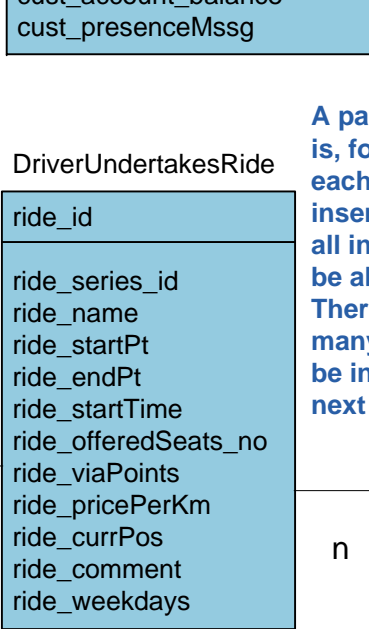 cust_account_balance
cust_presenceMssg
DriverUndertakesRide
ride_id
ride_series_id
ride_name
ride_startPt
ride_endPt
ride_startTime
ride_offeredSeats_no
ride_viaPoints
ride_pricePerKm
ride_currPos
ride_comment
ride_weekdays
A pa
is, fo
each
inser
all in
be al
Ther
many
be in
next
n